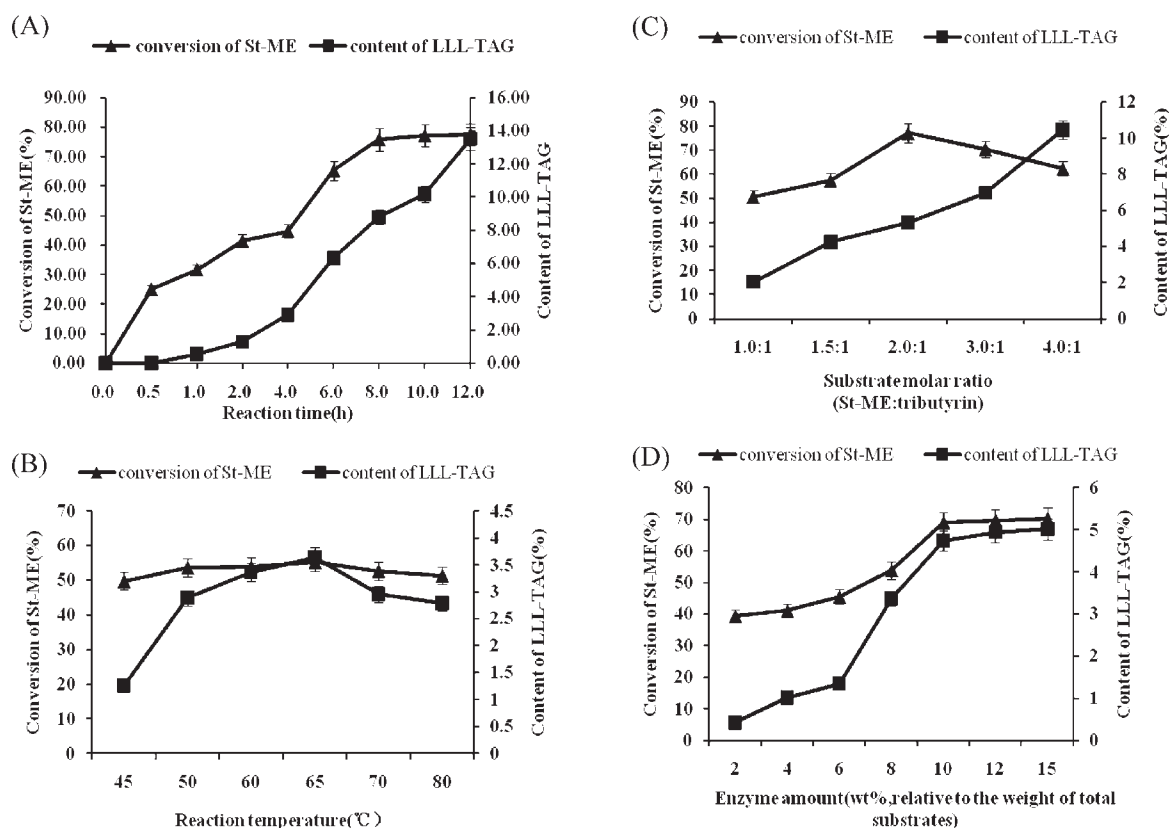 (A)
conversion of St-ME
content of LLL-TAG
Conversion of St-ME(%)
90.00
80.00
70.00
60.00
50.00
40.00
30.00
20.00
10.00
0.00
16.00
14.00
12.00
10.00
8.00
6.00
4.00
2.00
0.00
Content of LLL-TAG
0.0 0.5 1.0 2.0 4.0 6.0 8.0 10.0 12.0
Reaction time(h)
(C)
conversion of St-ME
content of LLL-TAG
Conversion of St-ME(%)
90
80
70
60
50
40
30
20
10
0
12
10
8
6
4
2
0
Content of LLL-TAG(%)
1.0:1 1.5:1 2.0:1 3.0:1 4.0:1
Substrate molar ratio
(St-ME:tributyrin)
(B)
conversion of St-ME
content of LLL-TAG
Conversion of St-ME(%)
70
60
50
40
30
20
10
0
4.5
4
3.5
3
2.5
2
1.5
1
0.5
0
Content of LLL-TAG(%)
45 50 60 65 70 80
Reaction temperature(℃)
(D)
conversion of St-ME
content of LLL-TAG
Conversion of St-ME(%)
80
70
60
50
40
30
20
10
0
6
5
4
3
2
1
0
Content of LLL-TAG(%)
2 4 6 8 10 12 15
Enzyme amount(wt%,relative to the weight of total
substrates)